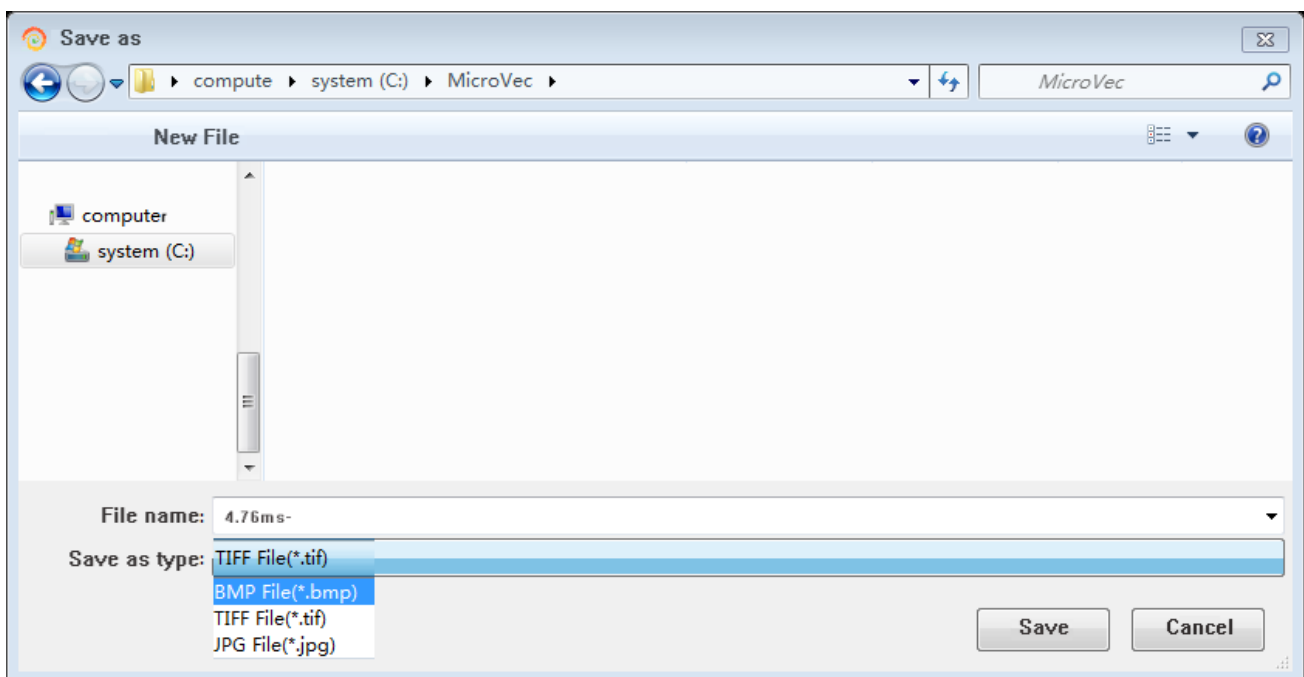 Save as
compute system (C:) MicroVec MicroVec
New File
computer
system (C:)
File name: 4.76ms-
Save as type: TIFF File(*.tif)
BMP File(*.bmp)
TIFF File(*.tif)
JPG File(*.jpg)
Save Cancel